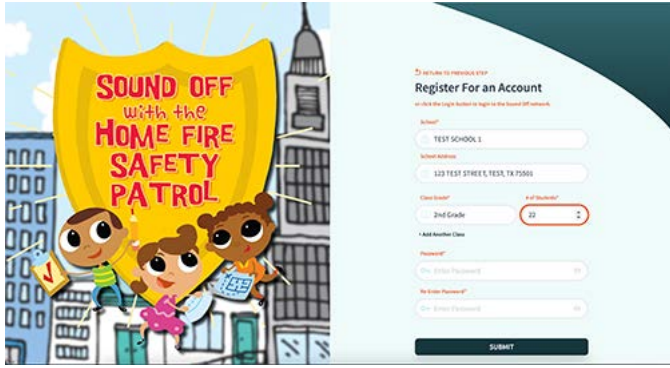 SOUND OFF
with the
HOME FIRE
SAFETY
PATROL
RETURN TO PREVIOUS STEP
Register For an Account
or click the Login button to login to the Sound Off network.
School*
TEST SCHOOL 1
School Address
123 TEST STREET, TEST, TX 75501
Class Grade* # of Students*
2nd Grade 22
+ Add Another Class
Password*
Enter Password
Re-Enter Password*
Enter Password
SUBMIT